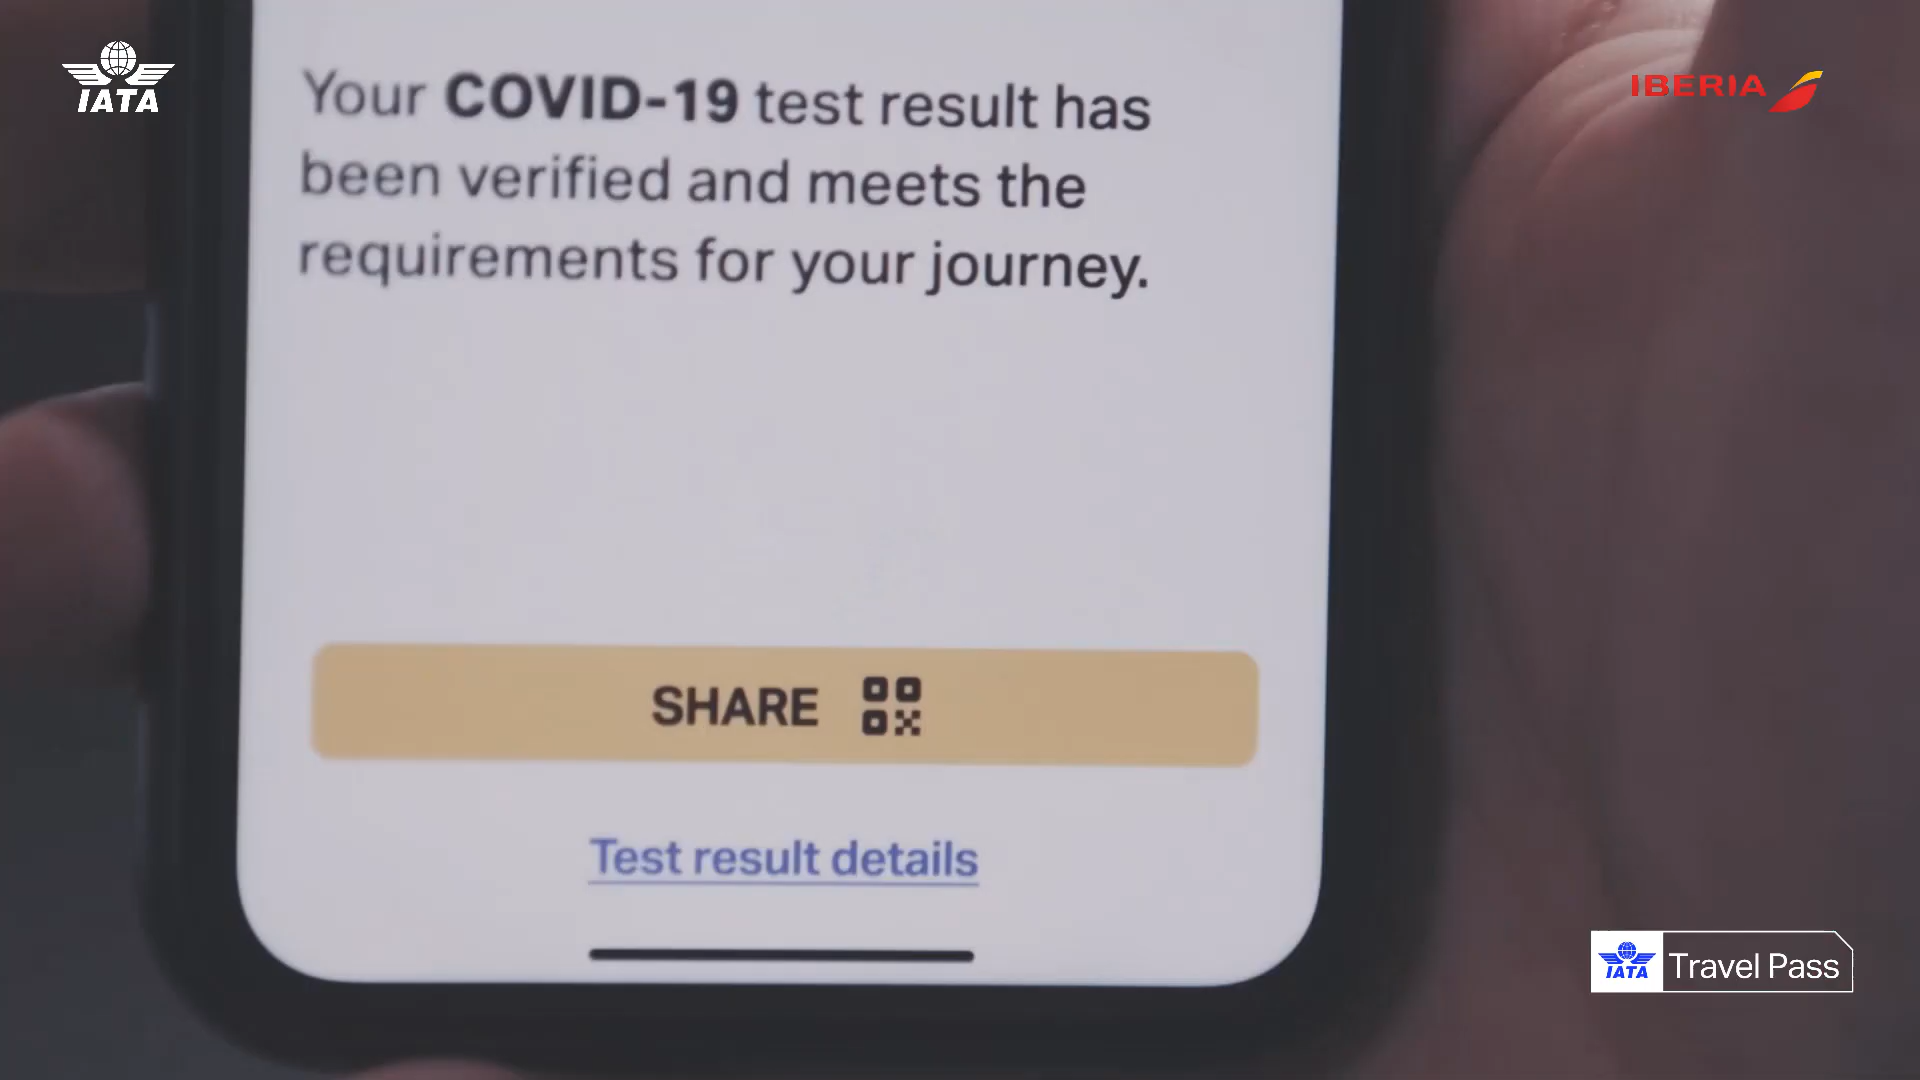 IATA
IBERIA
Your COVID-19 test result has
been verified and meets the
requirements for your journey.
SHARE
Test result details
IATA Travel Pass